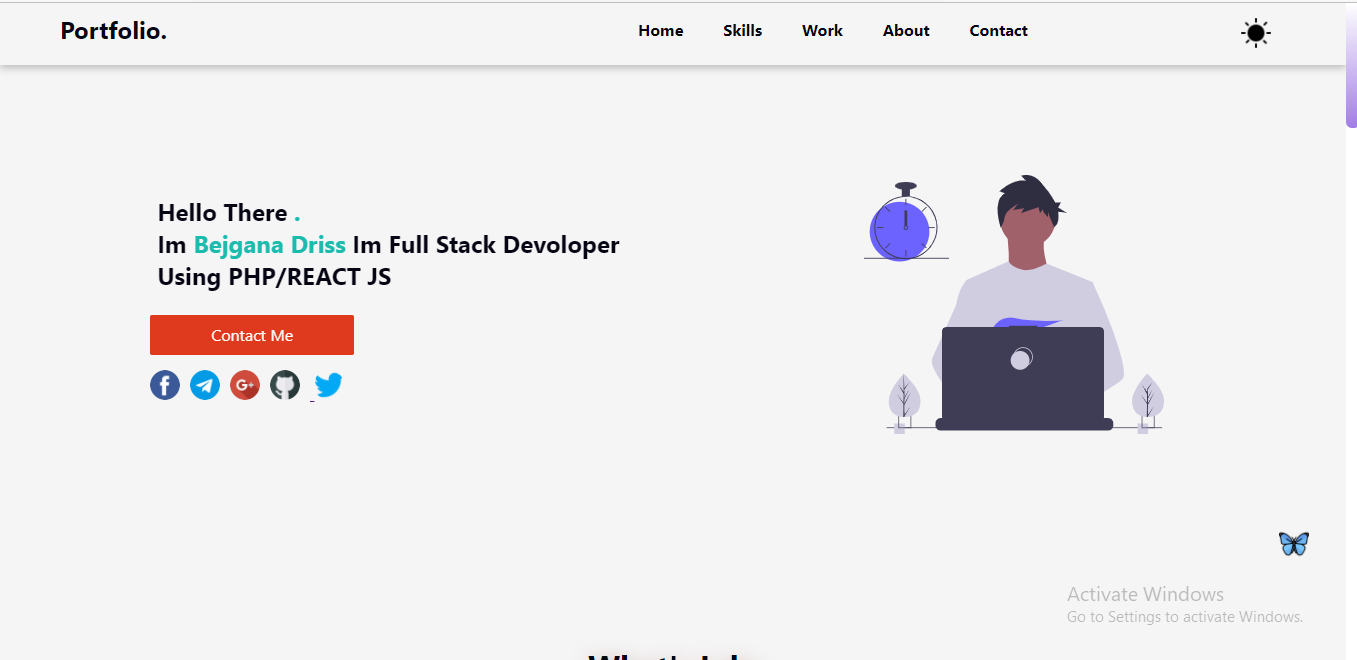 Portfolio.
Home Skills Work About Contact
Hello There .
Im Bejgana Driss Im Full Stack Devoloper
Using PHP/REACT JS
Contact Me
G+
Activate Windows
Go to Settings to activate Windows.